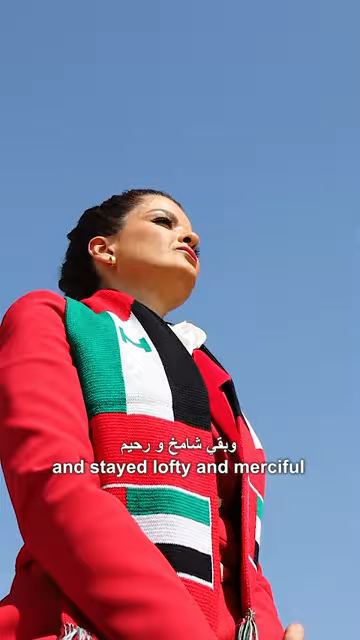 وبقي شامخ و رحيم
and stayed lofty and merciful